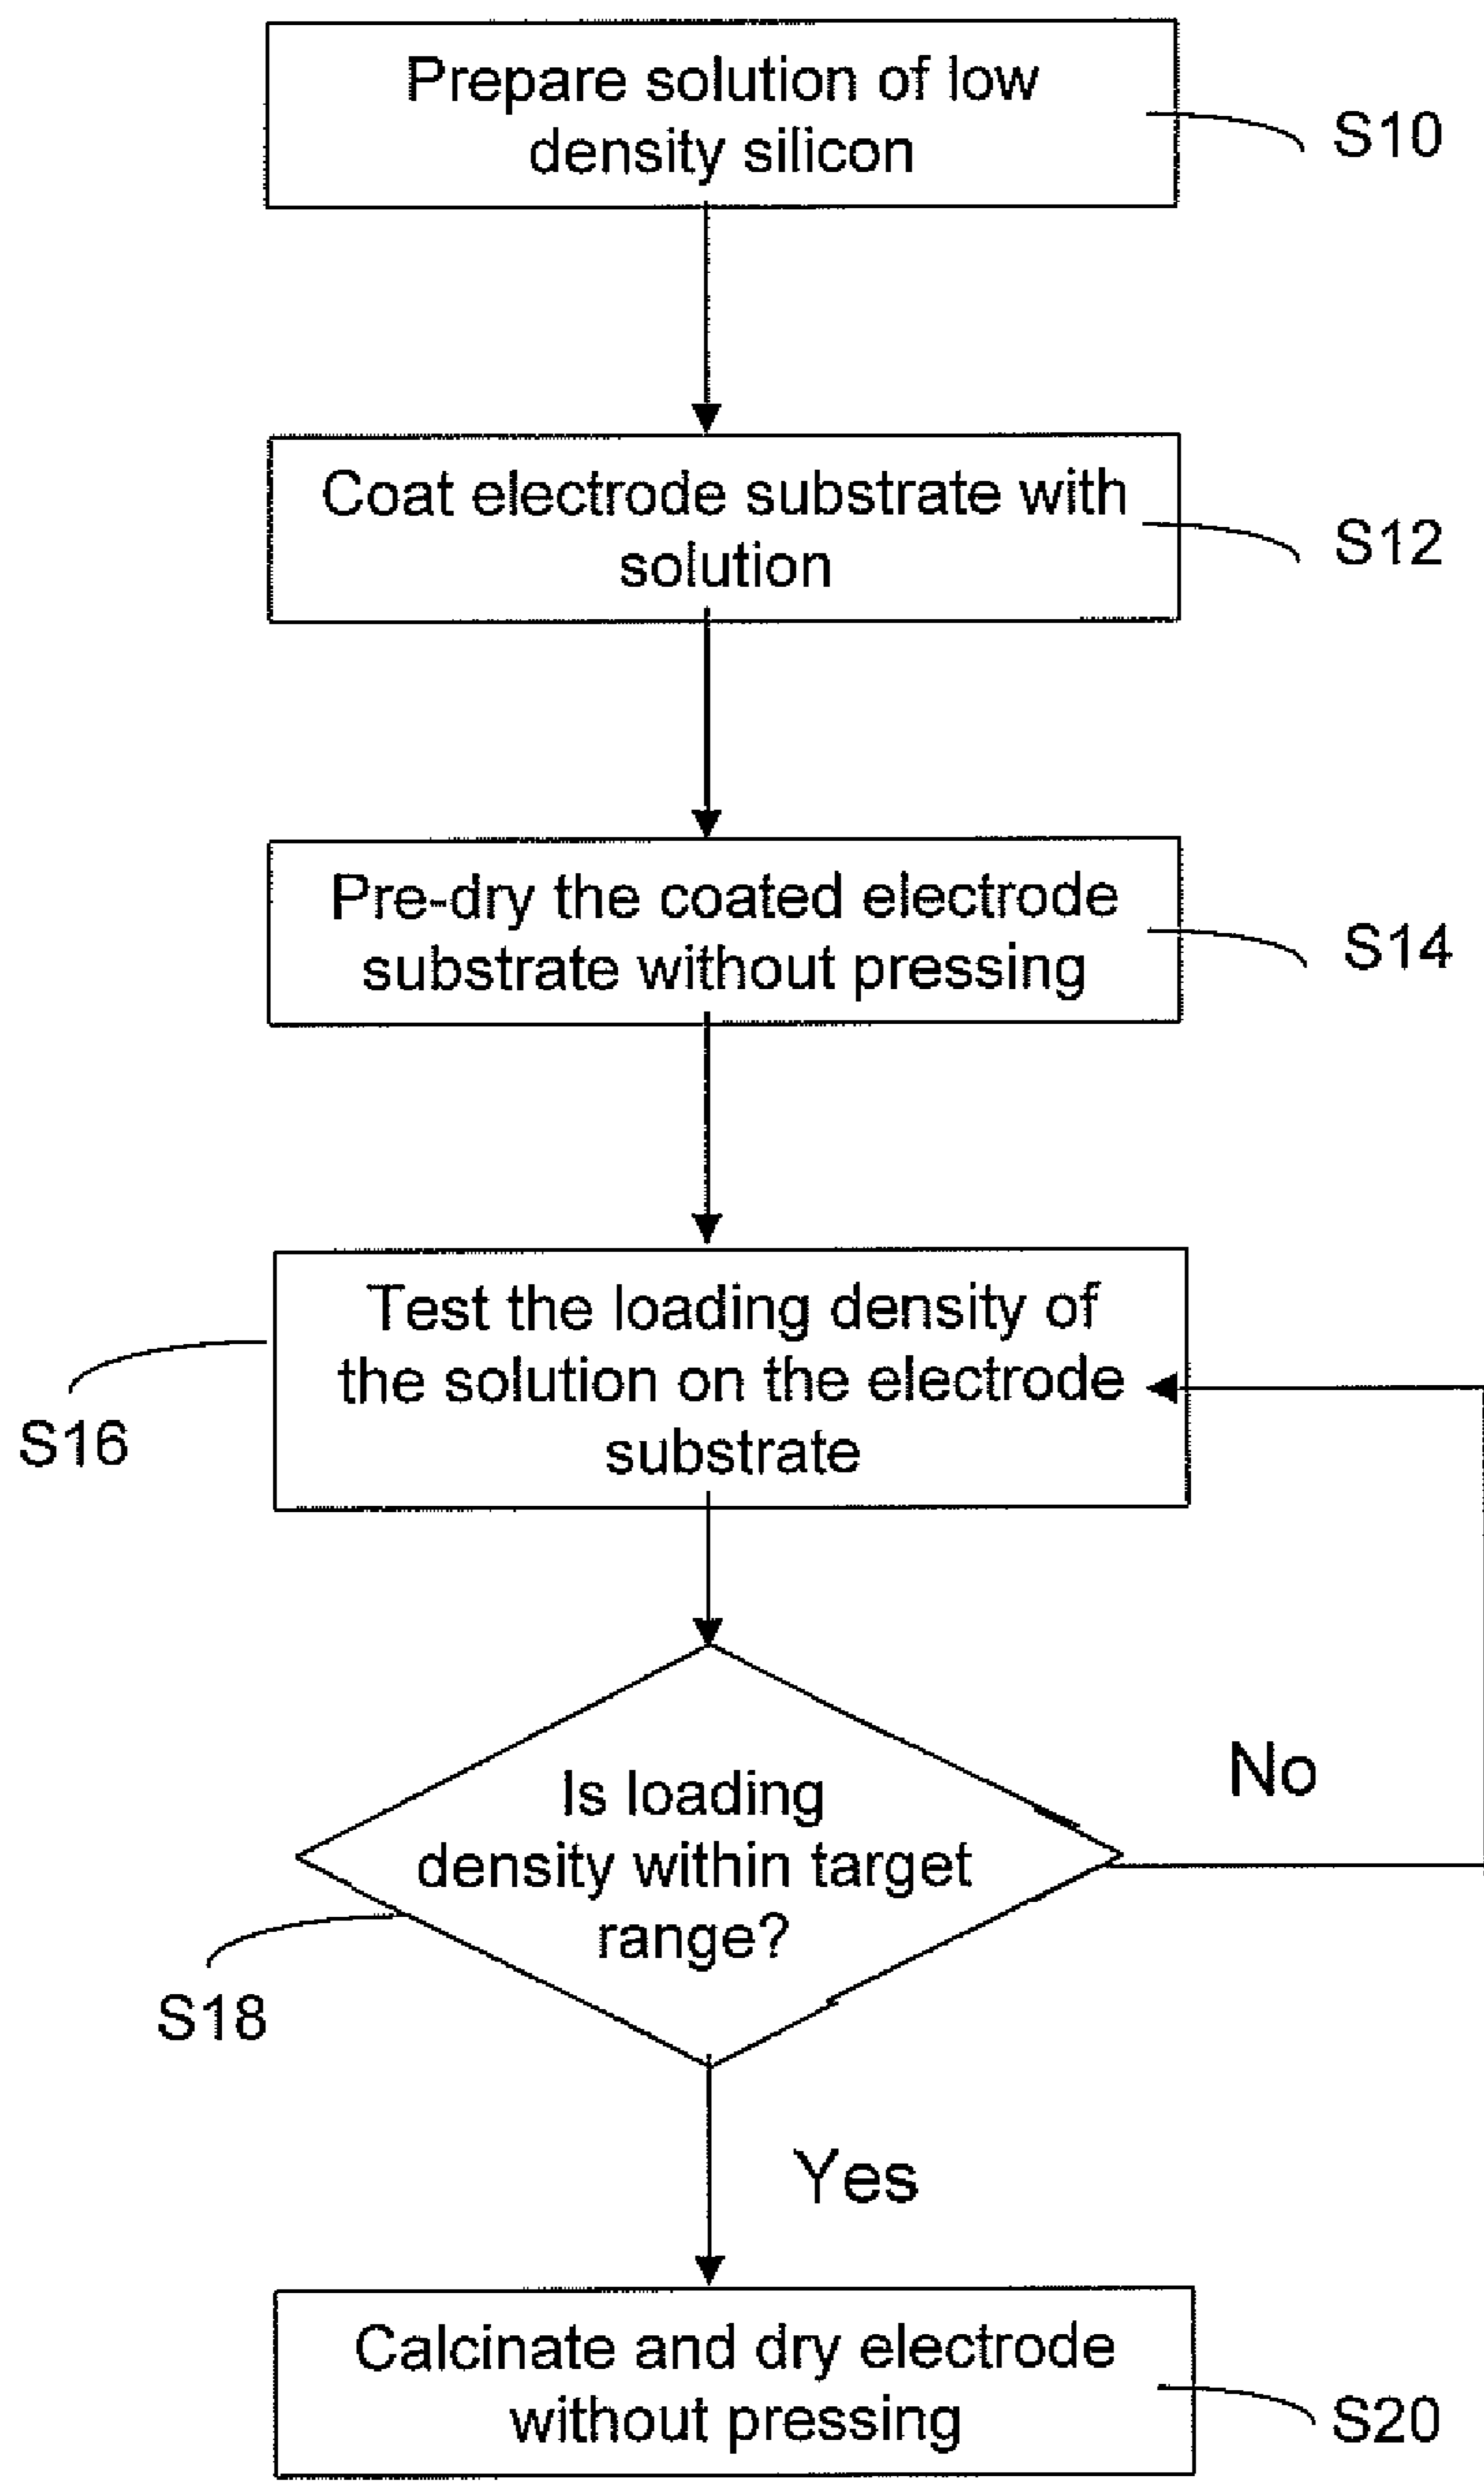 Prepare solution of low
density silicon
S10
Coat electrode substrate with
solution
S12
Pre-dry the coated electrode
substrate without pressing
S14
Test the loading density of
the solution on the electrode
substrate
S16
Is loading
density within target
range?
No
S18
Yes
Calcinate and dry electrode
without pressing
S20